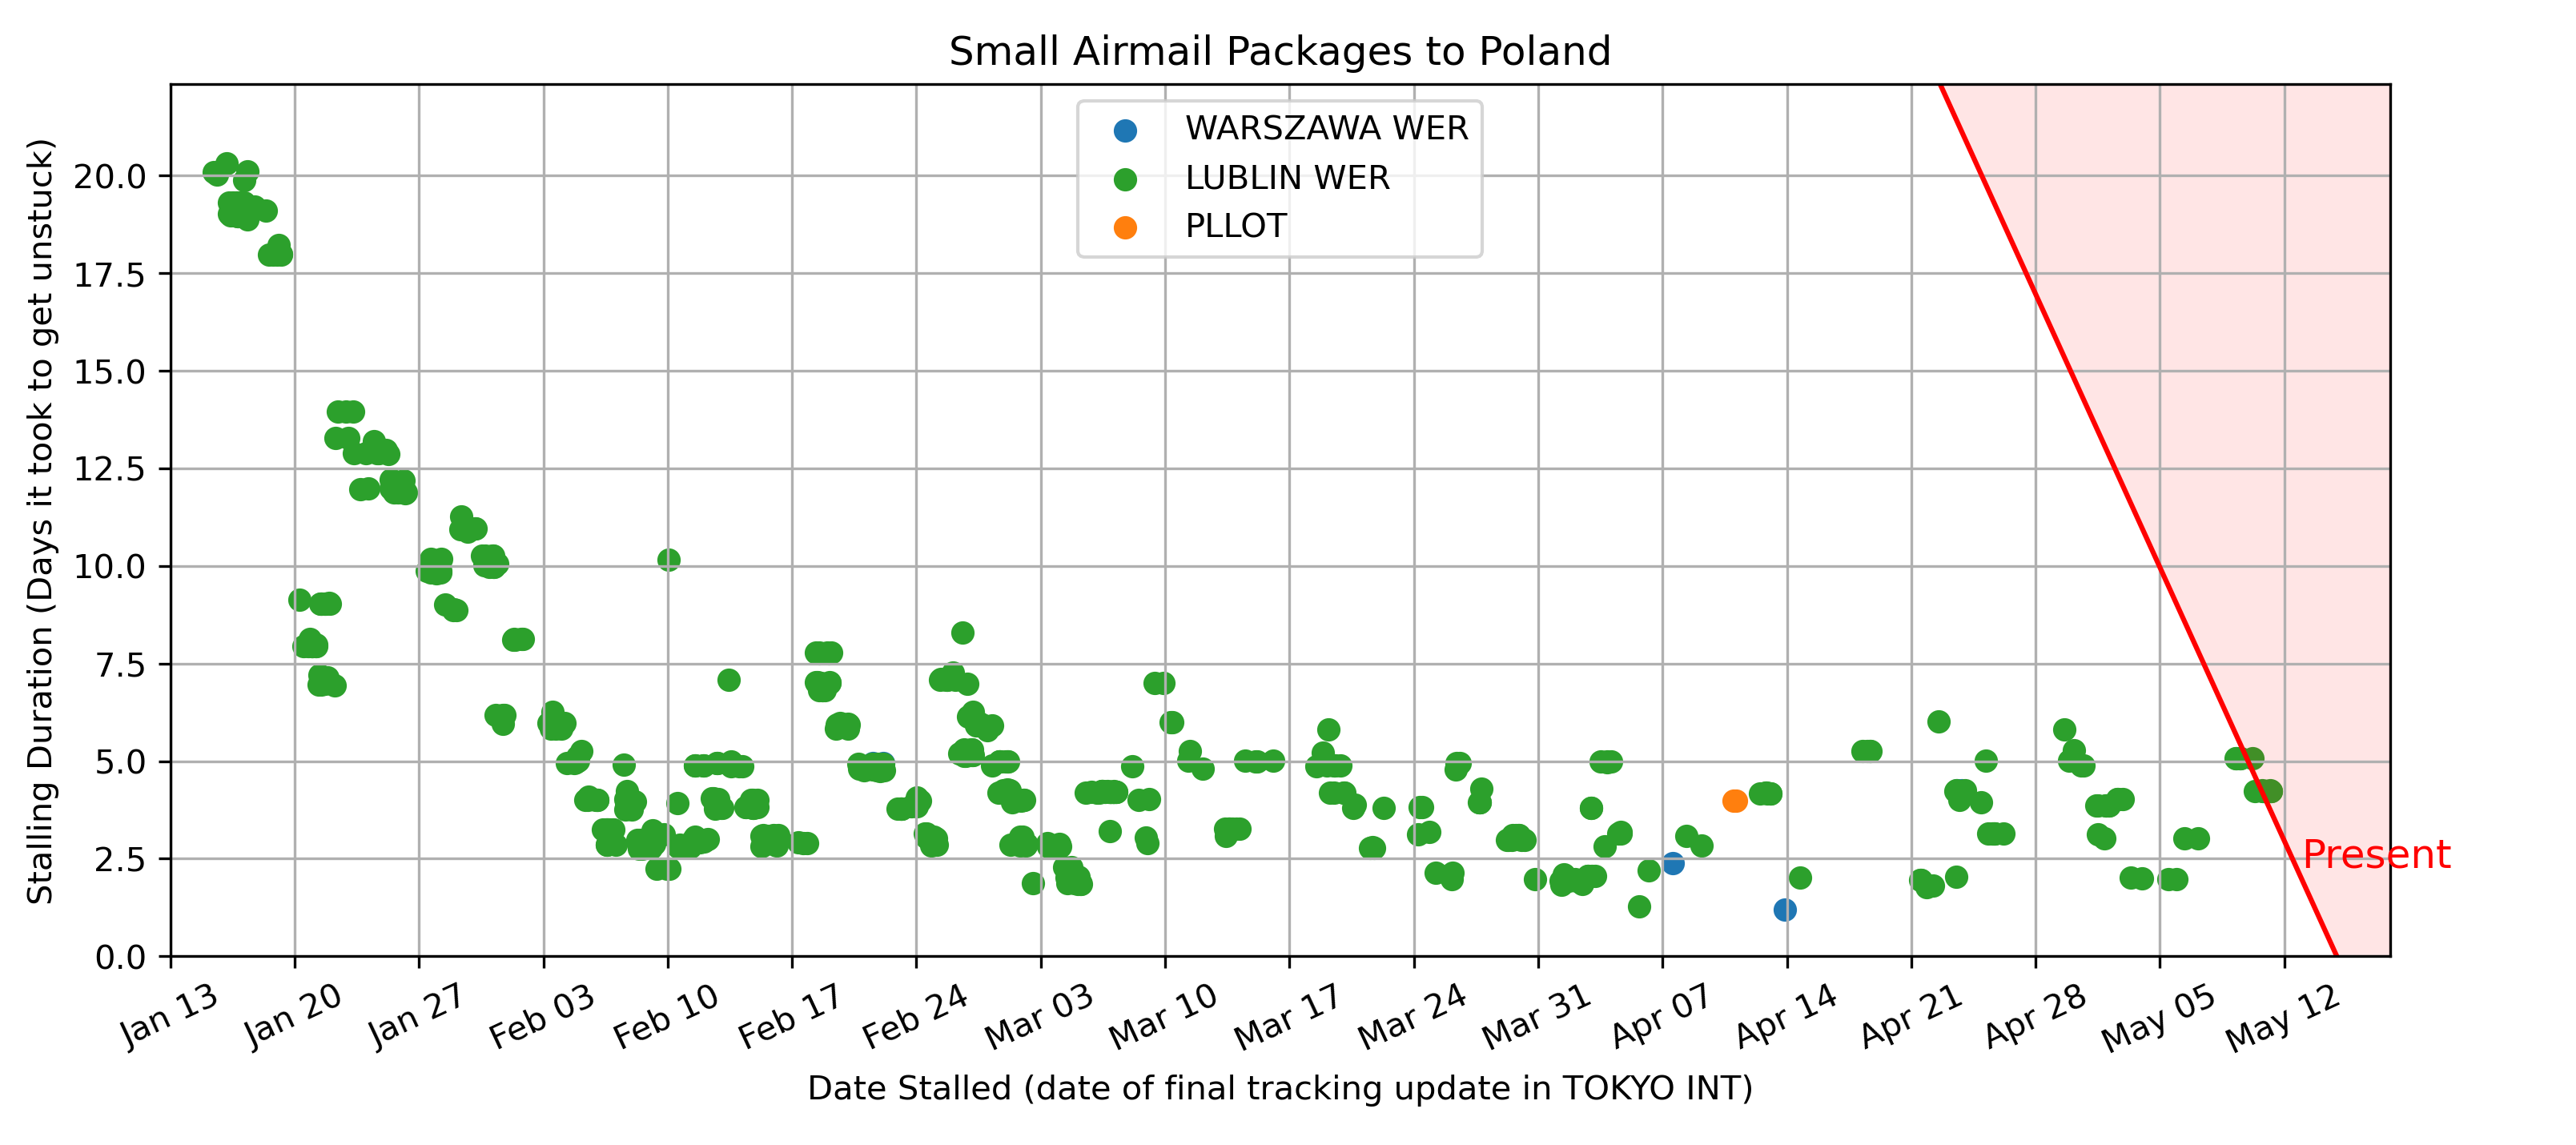 Small Airmail Packages to Poland
WARSZAWA WER
LUBLIN WER
PLLOT
Stalling Duration (Days it took to get unstuck)
20.0
17.5
15.0
12.5
10.0
7.5
5.0
2.5
0.0
Present
Jan 13
Jan 20
Jan 27
Feb 03
Feb 10
Feb 17
Feb 24
Mar 03
Mar 10
Mar 17
Mar 24
Mar 31
Apr 07
Apr 14
Apr 21
Apr 28
May 05
May 12
Date Stalled (date of final tracking update in TOKYO INT)